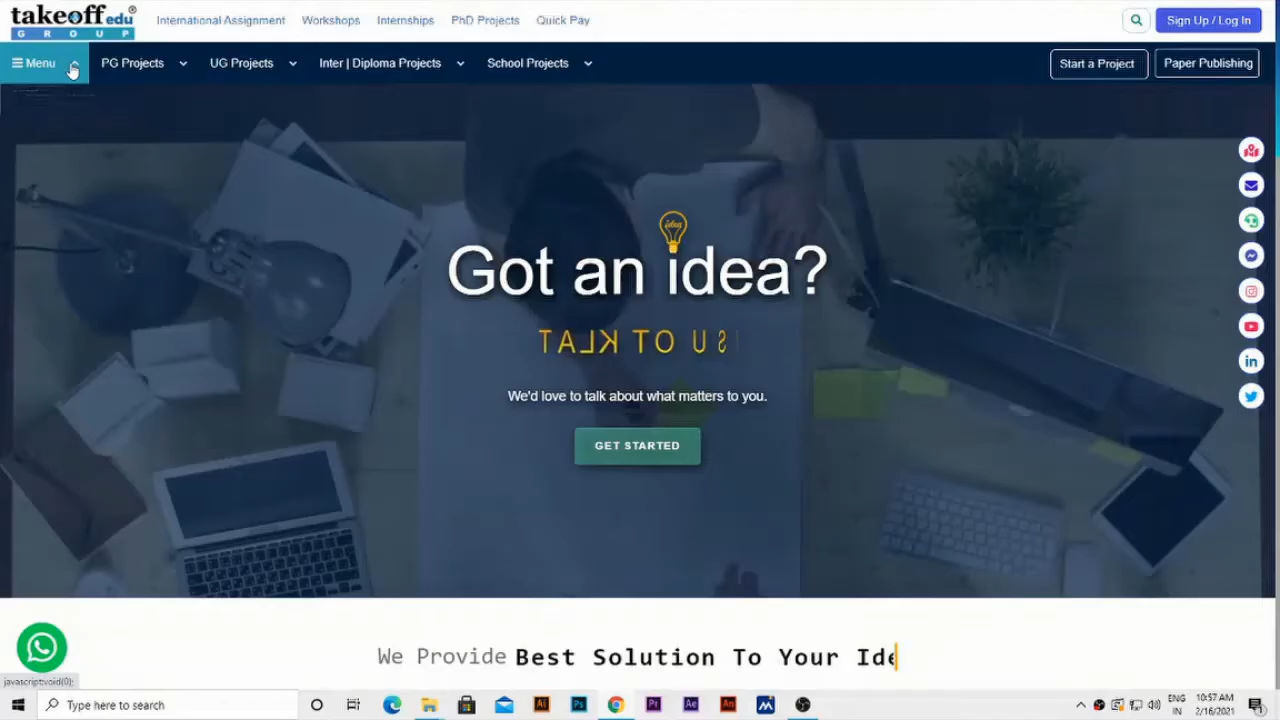 takeoff edu®
GROUP
International Assignment Workshops Internships PhD Projects Quick Pay
Sign Up / Log In
Menu PG Projects UG Projects Inter | Diploma Projects School Projects
Start a Project Paper Publishing
idea
Got an idea?
TALK TO U S
We'd love to talk about what matters to you.
GET STARTED
We Provide Best Solution To Your Ide
javascript:void(0);
Type here to search
ENG
IN
10:57 AM
2/16/2021